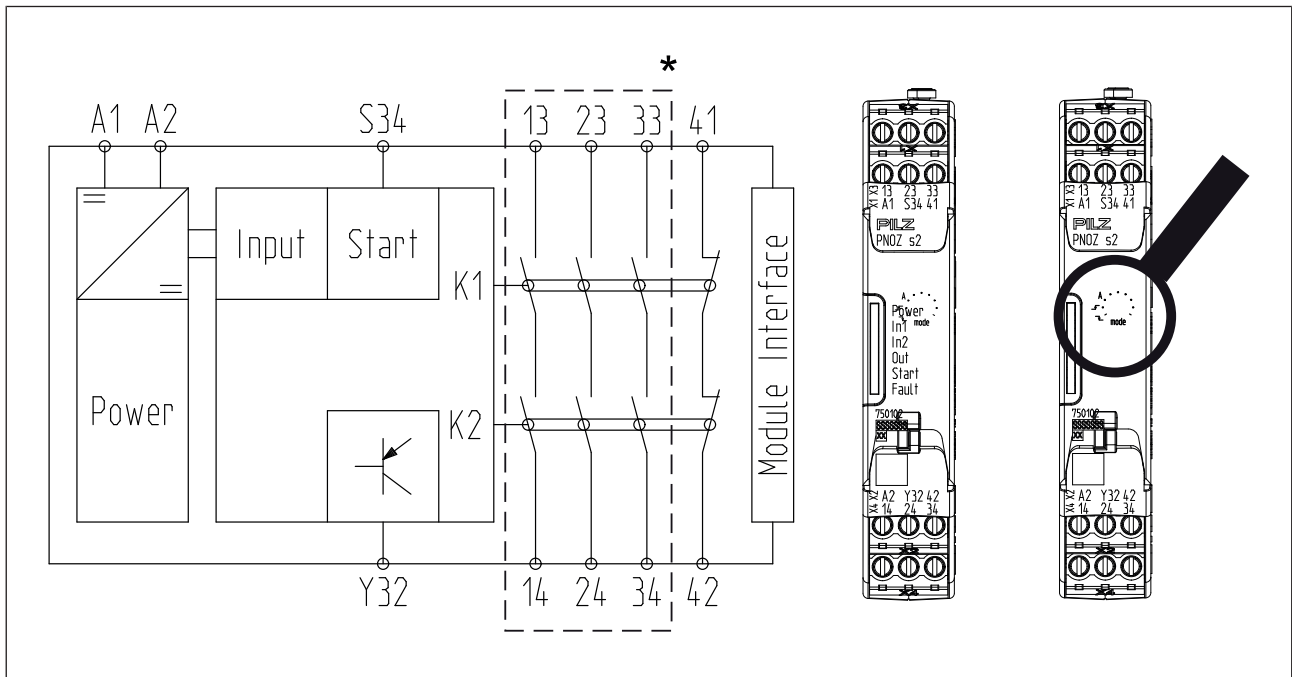 *
A1 A2 S34 13 23 33 41
Input Start
K1
Power
K2
Module Interface
Y32 14 24 34 42
X3 13 23 33
X1 A1 S34 41
PILZ
PNOZ s2
A
Power
mode
In1
In2
Out
Start
Fault
750102
XX
X2 A2 Y32 42
X4 14 24 34
X3 13 23 33
X1 A1 S34 41
PILZ
PNOZ s2
A
mode
750102
XX
X2 A2 Y32 42
X4 14 24 34